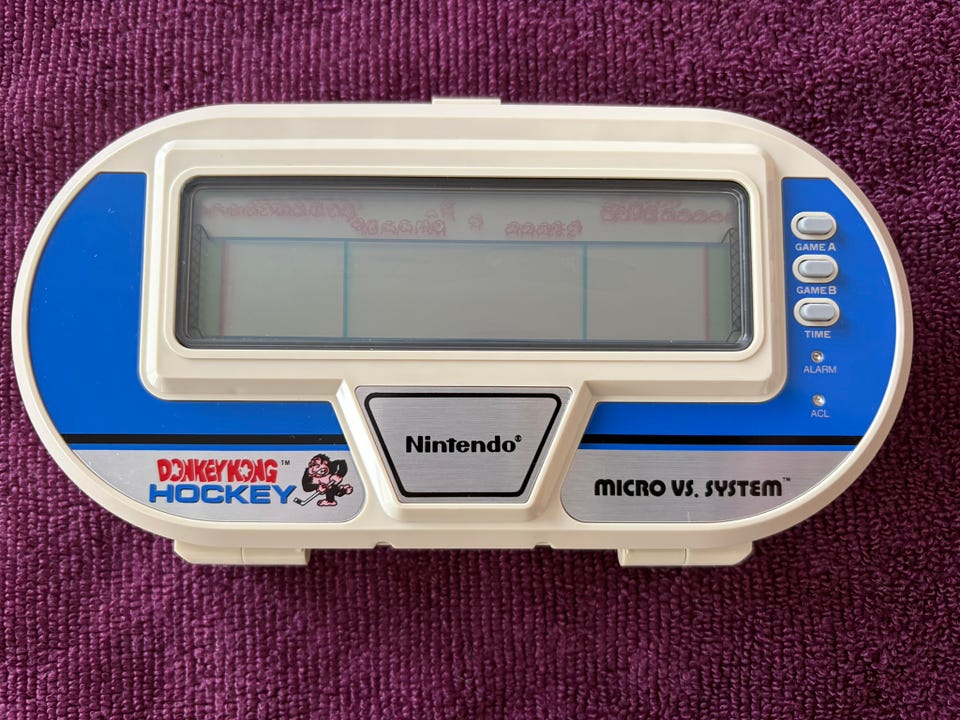 GAME A
GAME B
TIME
ALARM
ACL
Nintendo®
DONKEY KONG™
HOCKEY
MICRO VS. SYSTEM™